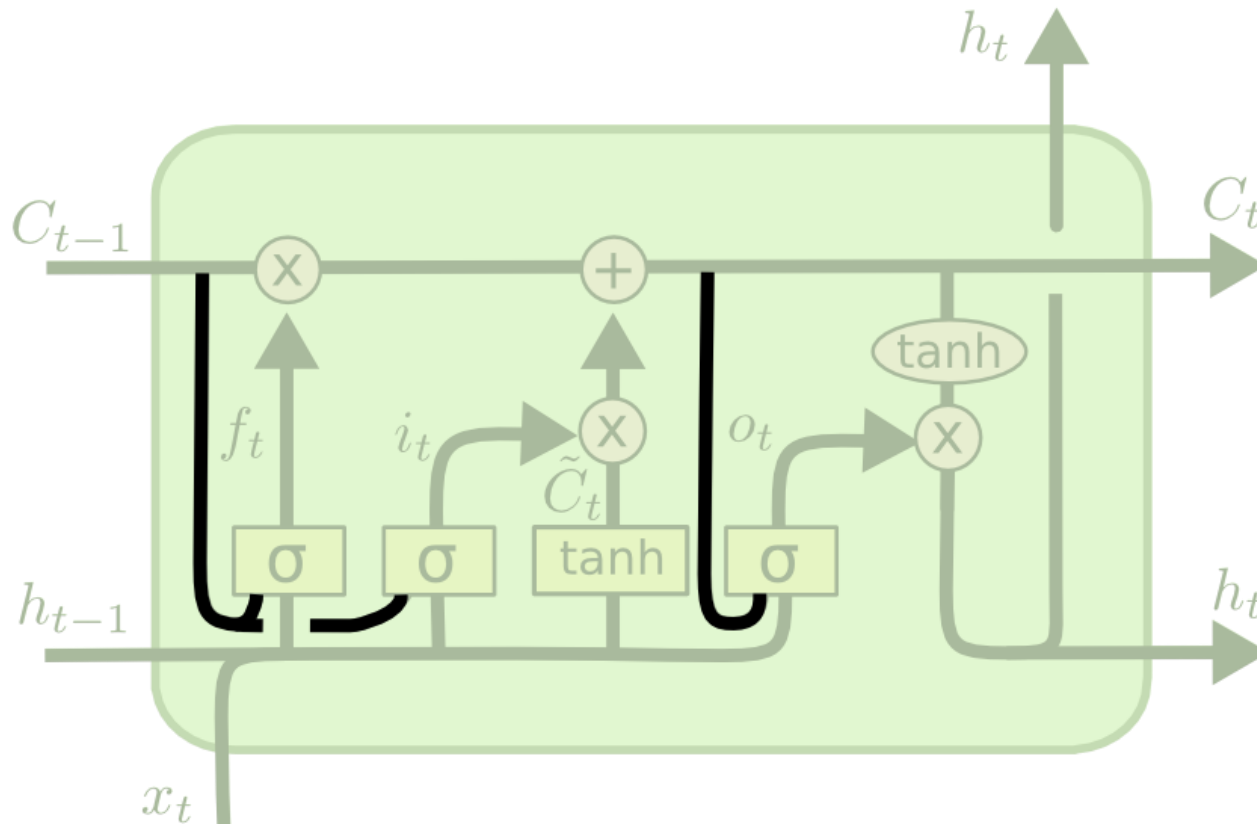 h_t
C_{t-1}
C_t
x
+
tanh
f_t
i_t
x
o_t
x
C̃_t
σ
σ
tanh
σ
h_{t-1}
h_t
x_t